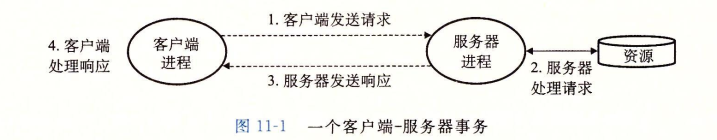 1. 客户端发送请求
4. 客户端
处理响应
客户端
进程
服务器
进程
资源
2. 服务器
处理请求
3. 服务器发送响应
图 11-1 一个客户端-服务器事务